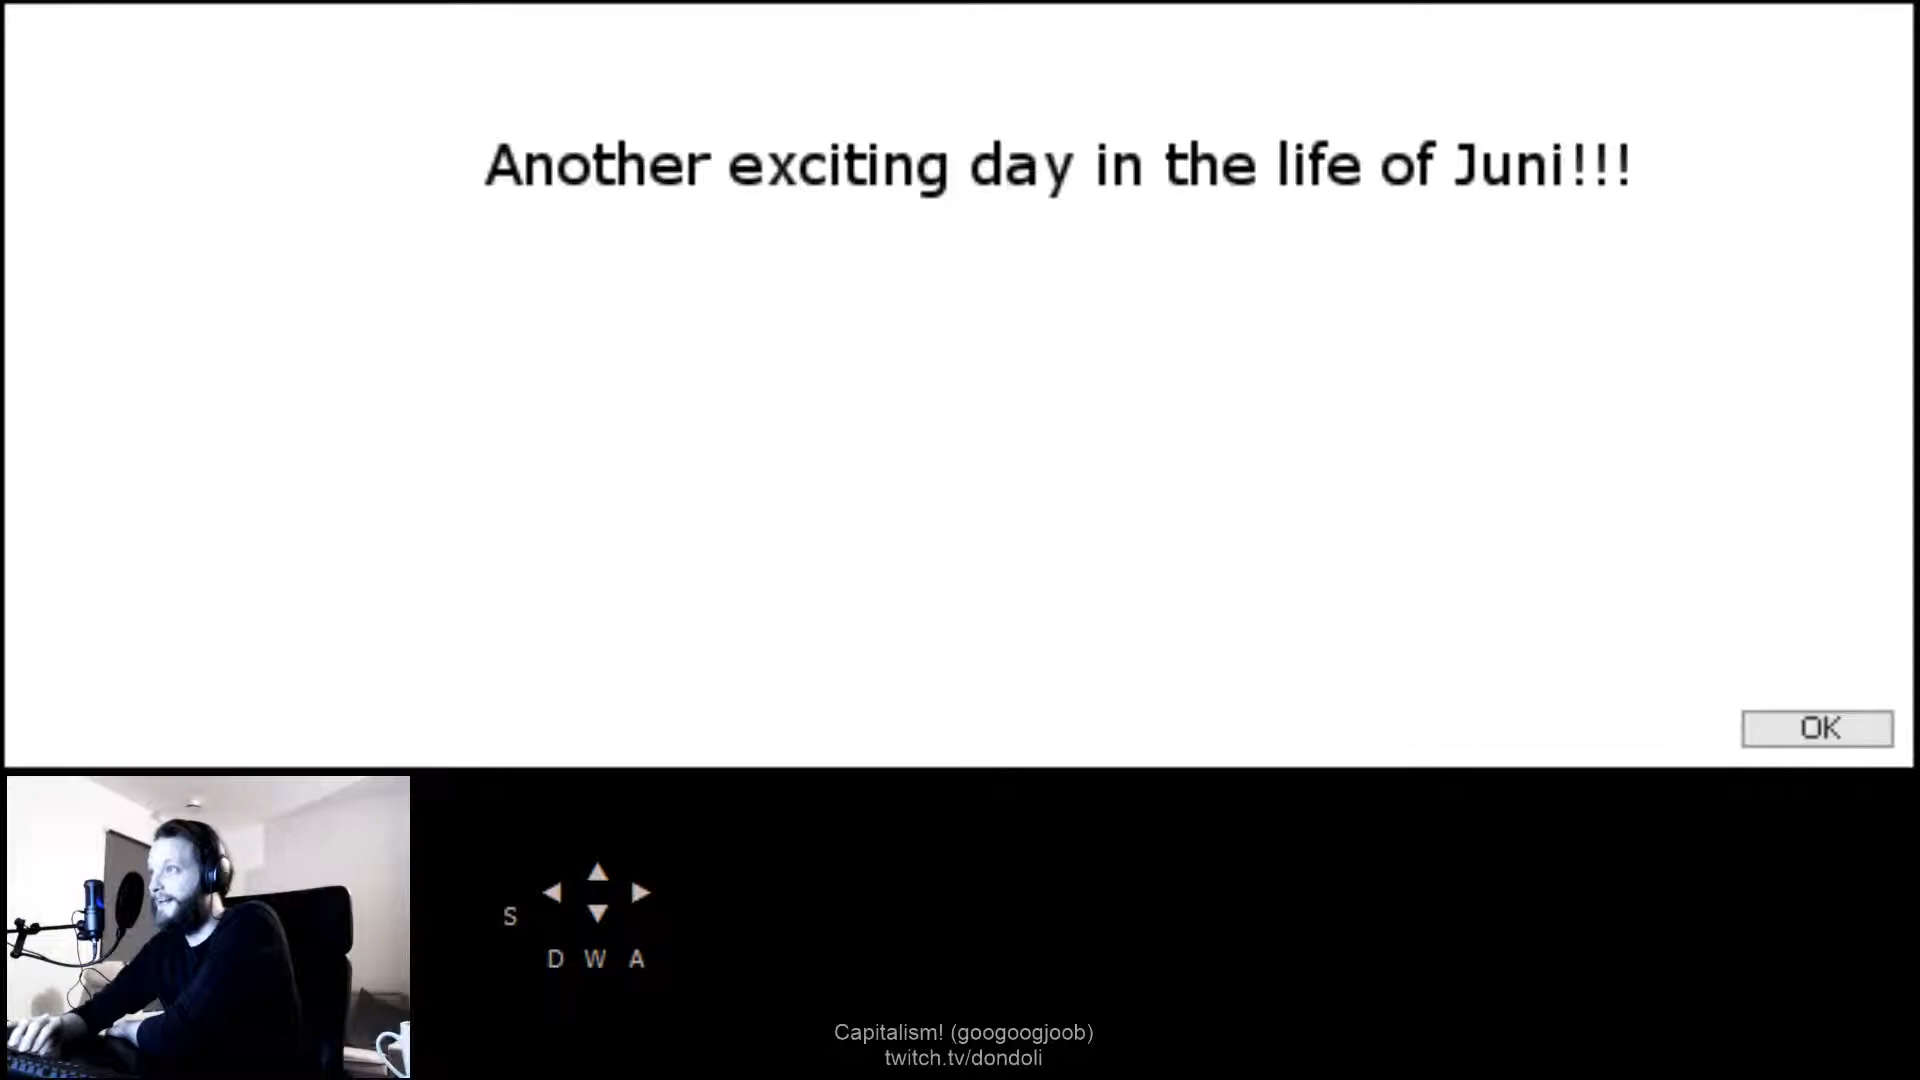 Another exciting day in the life of Juni!!!
OK
S
D W A
Capitalism! (googoogjoob)
twitch.tv/dondoli